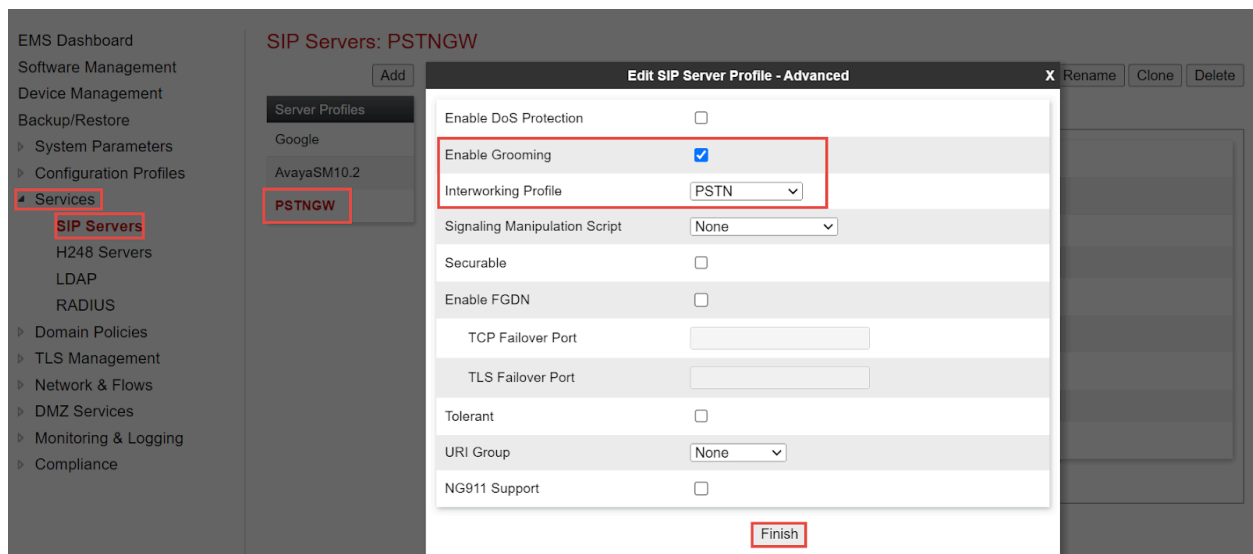 EMS Dashboard
Software Management
Device Management
Backup/Restore
System Parameters
Configuration Profiles
Services
SIP Servers
H248 Servers
LDAP
RADIUS
Domain Policies
TLS Management
Network & Flows
DMZ Services
Monitoring & Logging
Compliance
SIP Servers: PSTNGW
Add
Rename Clone Delete
Server Profiles
Google
AvayaSM10.2
PSTNGW
Edit SIP Server Profile - Advanced X
Enable DoS Protection
Enable Grooming
Interworking Profile PSTN
Signaling Manipulation Script None
Securable
Enable FGDN
TCP Failover Port
TLS Failover Port
Tolerant
URI Group None
NG911 Support
Finish